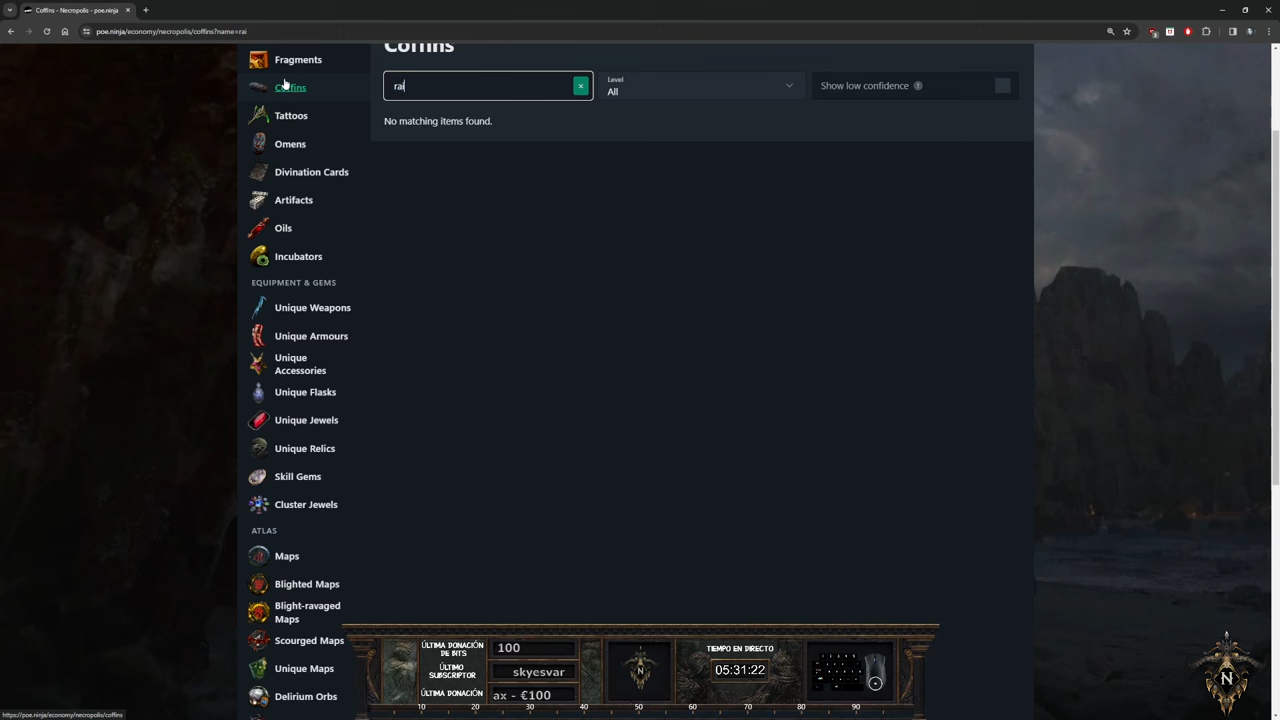 Coffins - Necropolis - poe.ninja
poe.ninja/economy/necropolis/coffins?name=rai
Fragments
Coffins
Tattoos
Omens
Divination Cards
Artifacts
Oils
Incubators
EQUIPMENT & GEMS
Unique Weapons
Unique Armours
Unique
Accessories
Unique Flasks
Unique Jewels
Unique Relics
Skill Gems
Cluster Jewels
ATLAS
Maps
Blighted Maps
Blight-ravaged
Maps
Scourged Maps
Unique Maps
Delirium Orbs
Coffins
rai
Level
All
Show low confidence
No matching items found.
ÚLTIMA DONACIÓN
DE BITS
100
ÚLTIMO
SUBSCRIPTOR
skyesvar
ÚLTIMA DONACIÓN
ax - €100
TIEMPO EN DIRECTO
05:31:22
N
10 20 30 40 50 60 70 80 90
N
https://poe.ninja/economy/necropolis/coffins